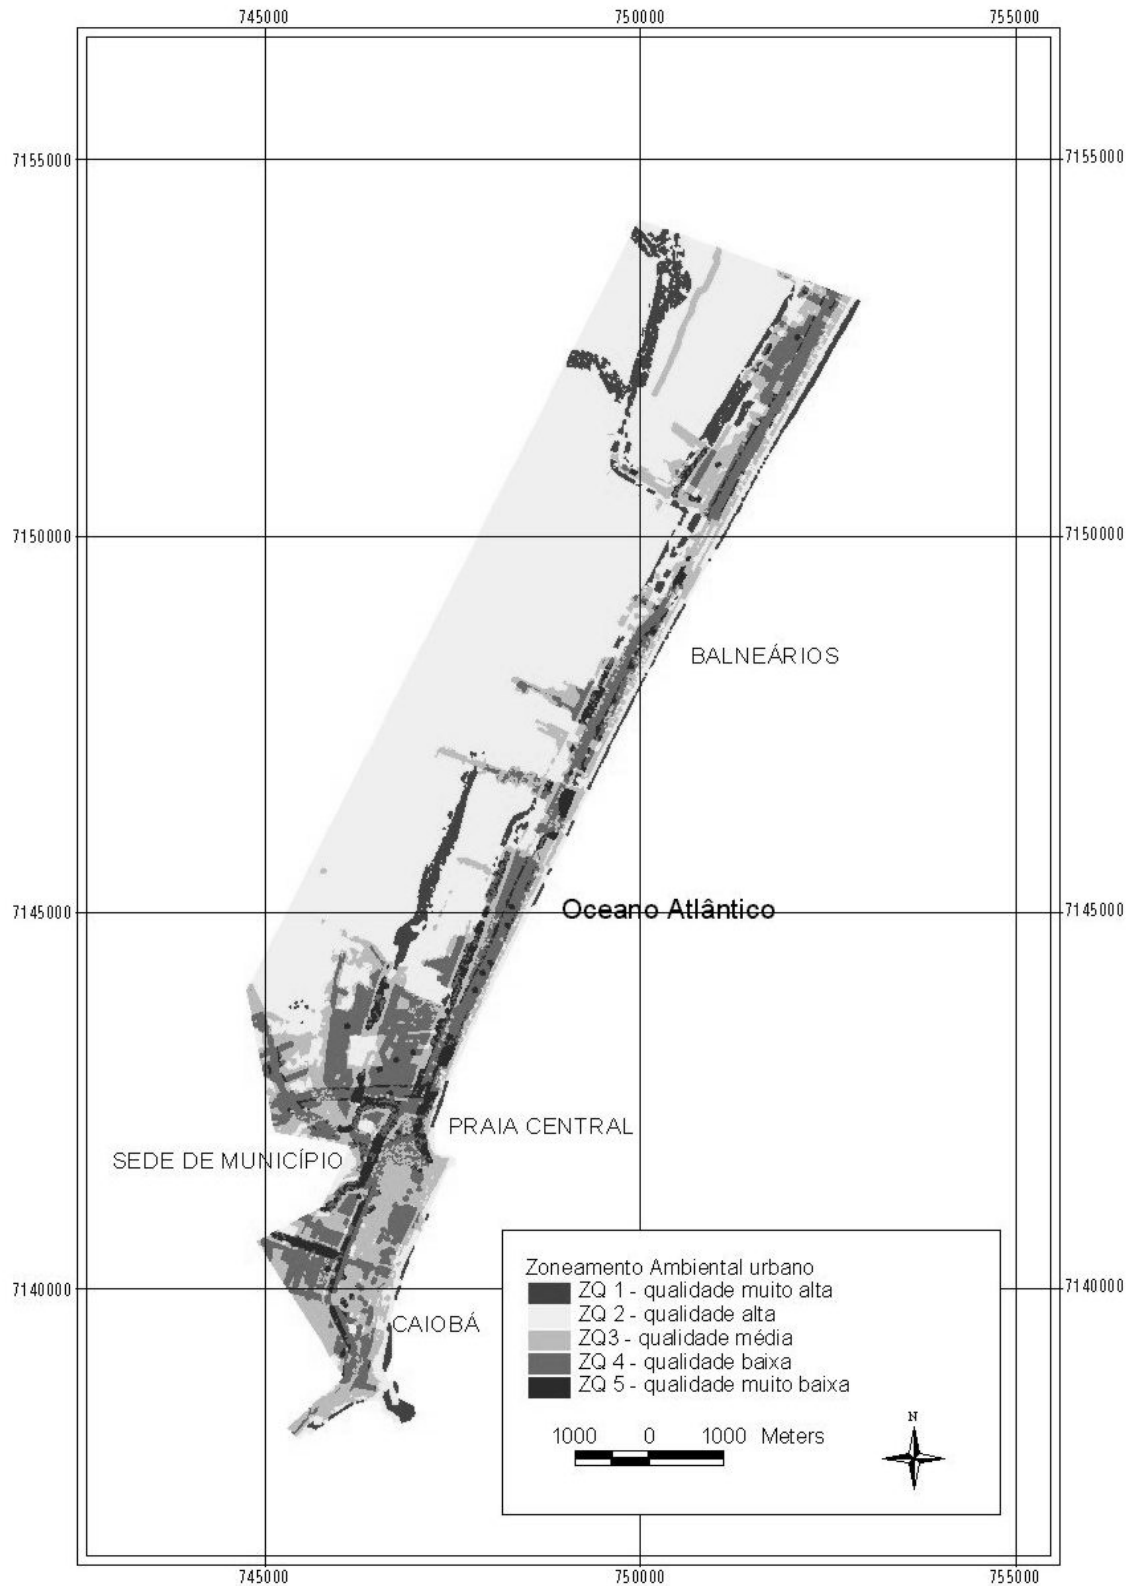 745000 750000 755000
7155000 7155000
7150000 7150000
BALNEÁRIOS
Oceano Atlântico
7145000 7145000
PRAIA CENTRAL
SEDE DE MUNICÍPIO
7140000 7140000
CAIOBÁ
Zoneamento Ambiental urbano
ZQ 1 - qualidade muito alta
ZQ 2 - qualidade alta
ZQ3 - qualidade média
ZQ 4 - qualidade baixa
ZQ 5 - qualidade muito baixa
1000 0 1000 Meters
N
745000 750000 755000